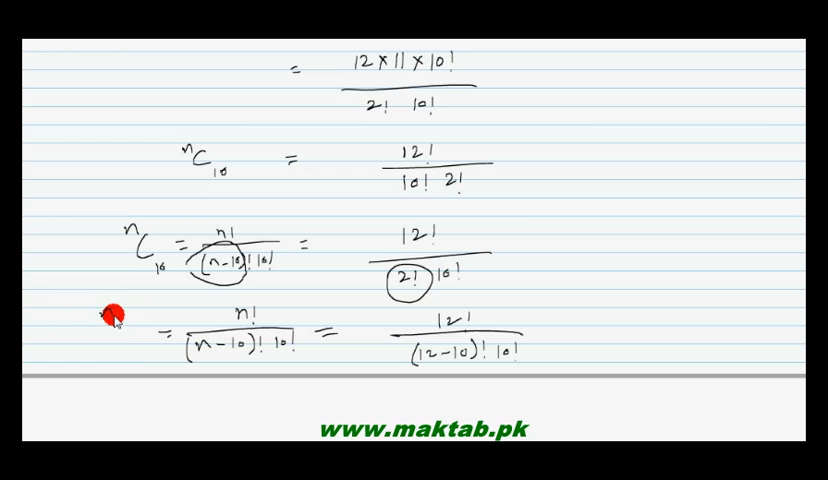 = 12 × 11 × 10! / 2! 10!
ⁿC₁₀ = 12! / 10! 2!
ⁿC₁₀ = n! / (n-10)! 10! = 12! / 2! 10!
n = n! / (n-10)! 10! = 12! / (12-10)! 10!
www.maktab.pk